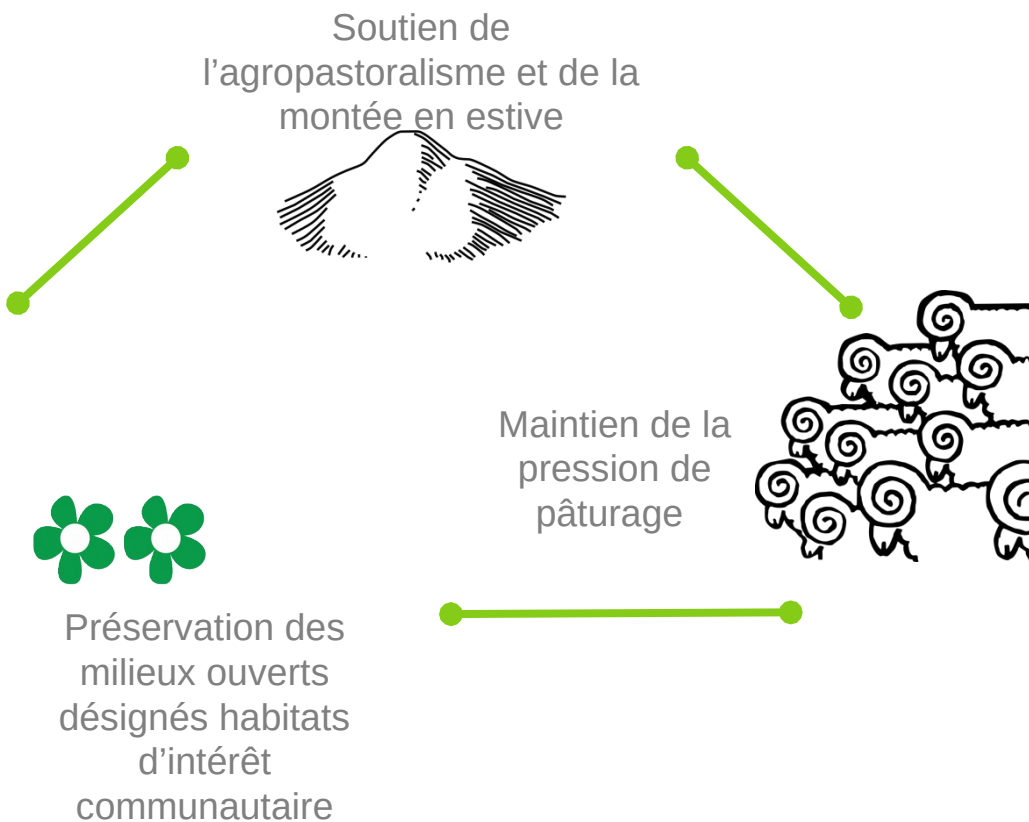 Soutien de
l’agropastoralisme et de la
montée en estive
Maintien de la
pression de
pâturage
Préservation des
milieux ouverts
désignés habitats
d’intérêt
communautaire